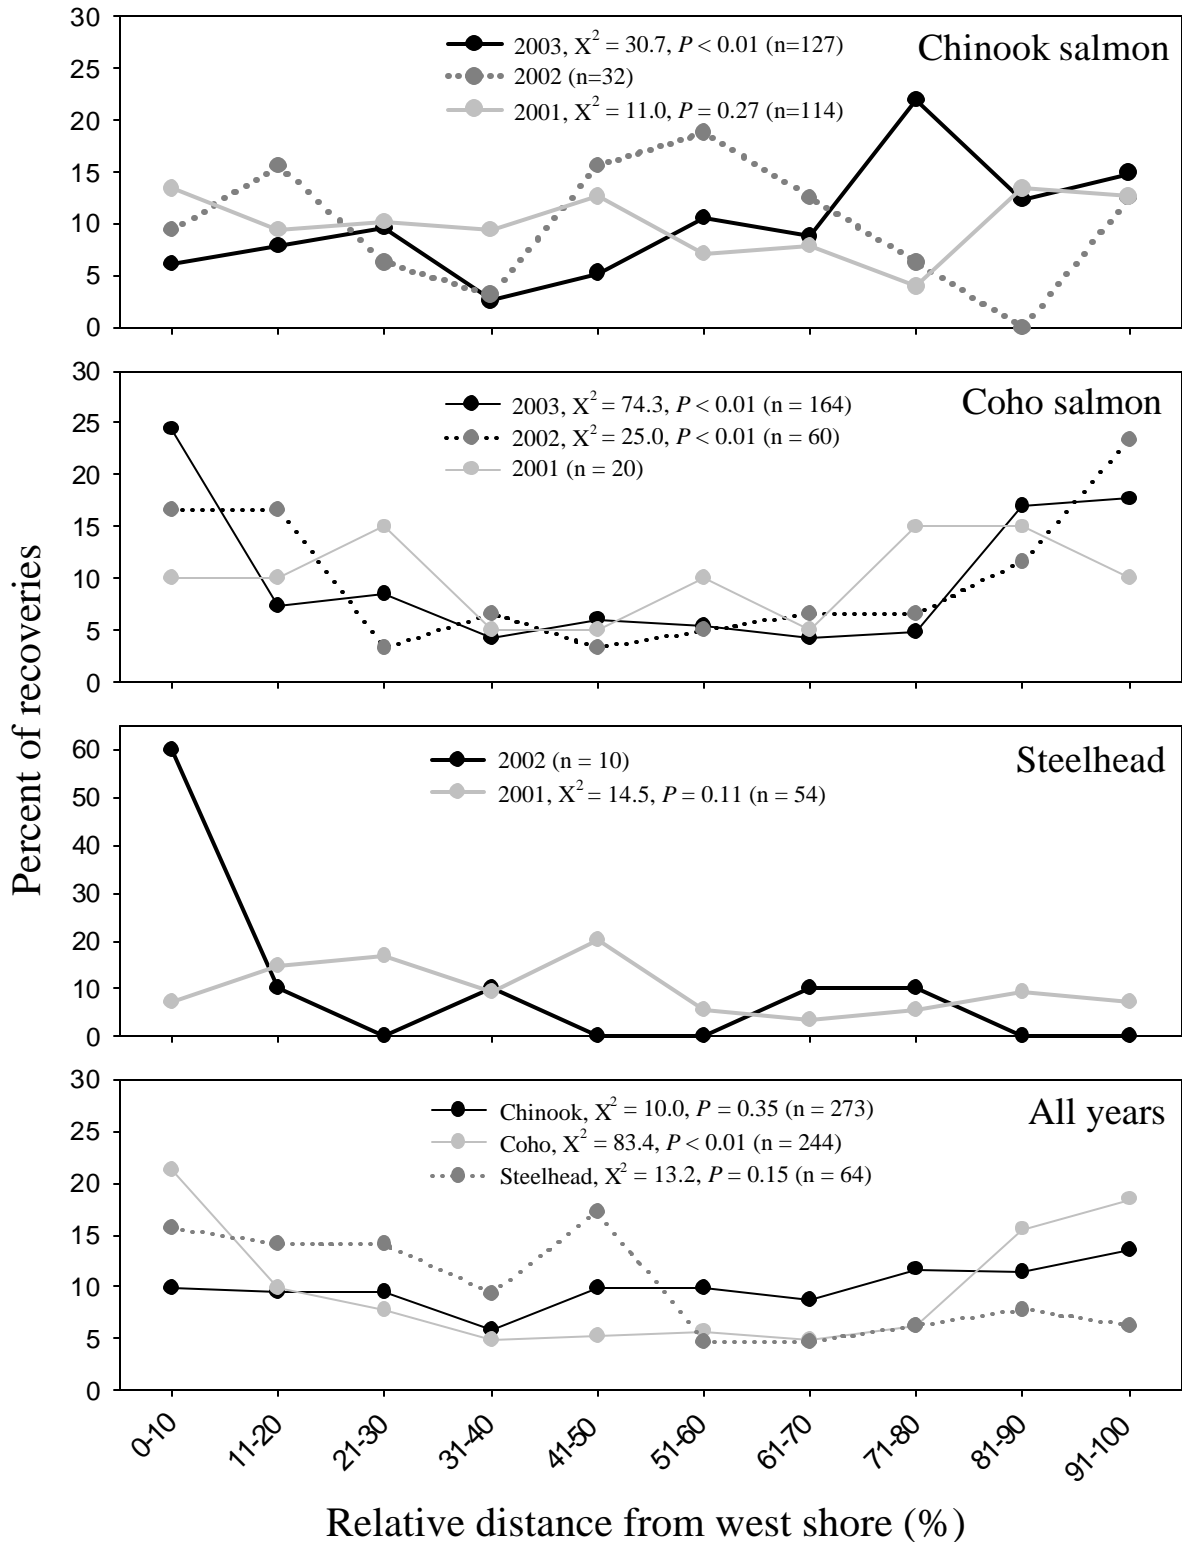 Percent of recoveries
30
25
20
15
10
5
0
2003, X² = 30.7, P < 0.01 (n=127)
2002 (n=32)
2001, X² = 11.0, P = 0.27 (n=114)
Chinook salmon
30
25
20
15
10
5
0
2003, X² = 74.3, P < 0.01 (n = 164)
2002, X² = 25.0, P < 0.01 (n = 60)
2001 (n = 20)
Coho salmon
60
50
40
30
20
10
0
2002 (n = 10)
2001, X² = 14.5, P = 0.11 (n = 54)
Steelhead
30
25
20
15
10
5
0
Chinook, X² = 10.0, P = 0.35 (n = 273)
Coho, X² = 83.4, P < 0.01 (n = 244)
Steelhead, X² = 13.2, P = 0.15 (n = 64)
All years
0-10
11-20
21-30
31-40
41-50
51-60
61-70
71-80
81-90
91-100
Relative distance from west shore (%)